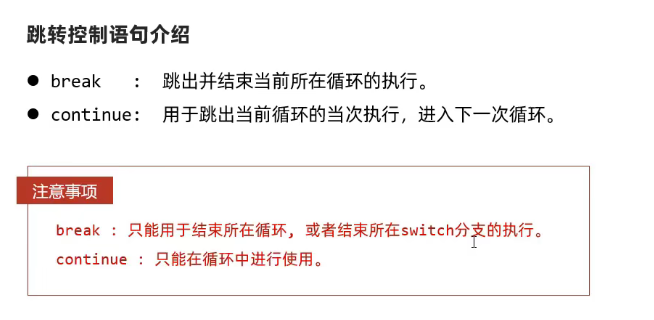 跳转控制语句介绍
● break : 跳出并结束当前所在循环的执行。
● continue: 用于跳出当前循环的当次执行，进入下一次循环。
注意事项
break : 只能用于结束所在循环, 或者结束所在switch分支的执行。
continue : 只能在循环中进行使用。